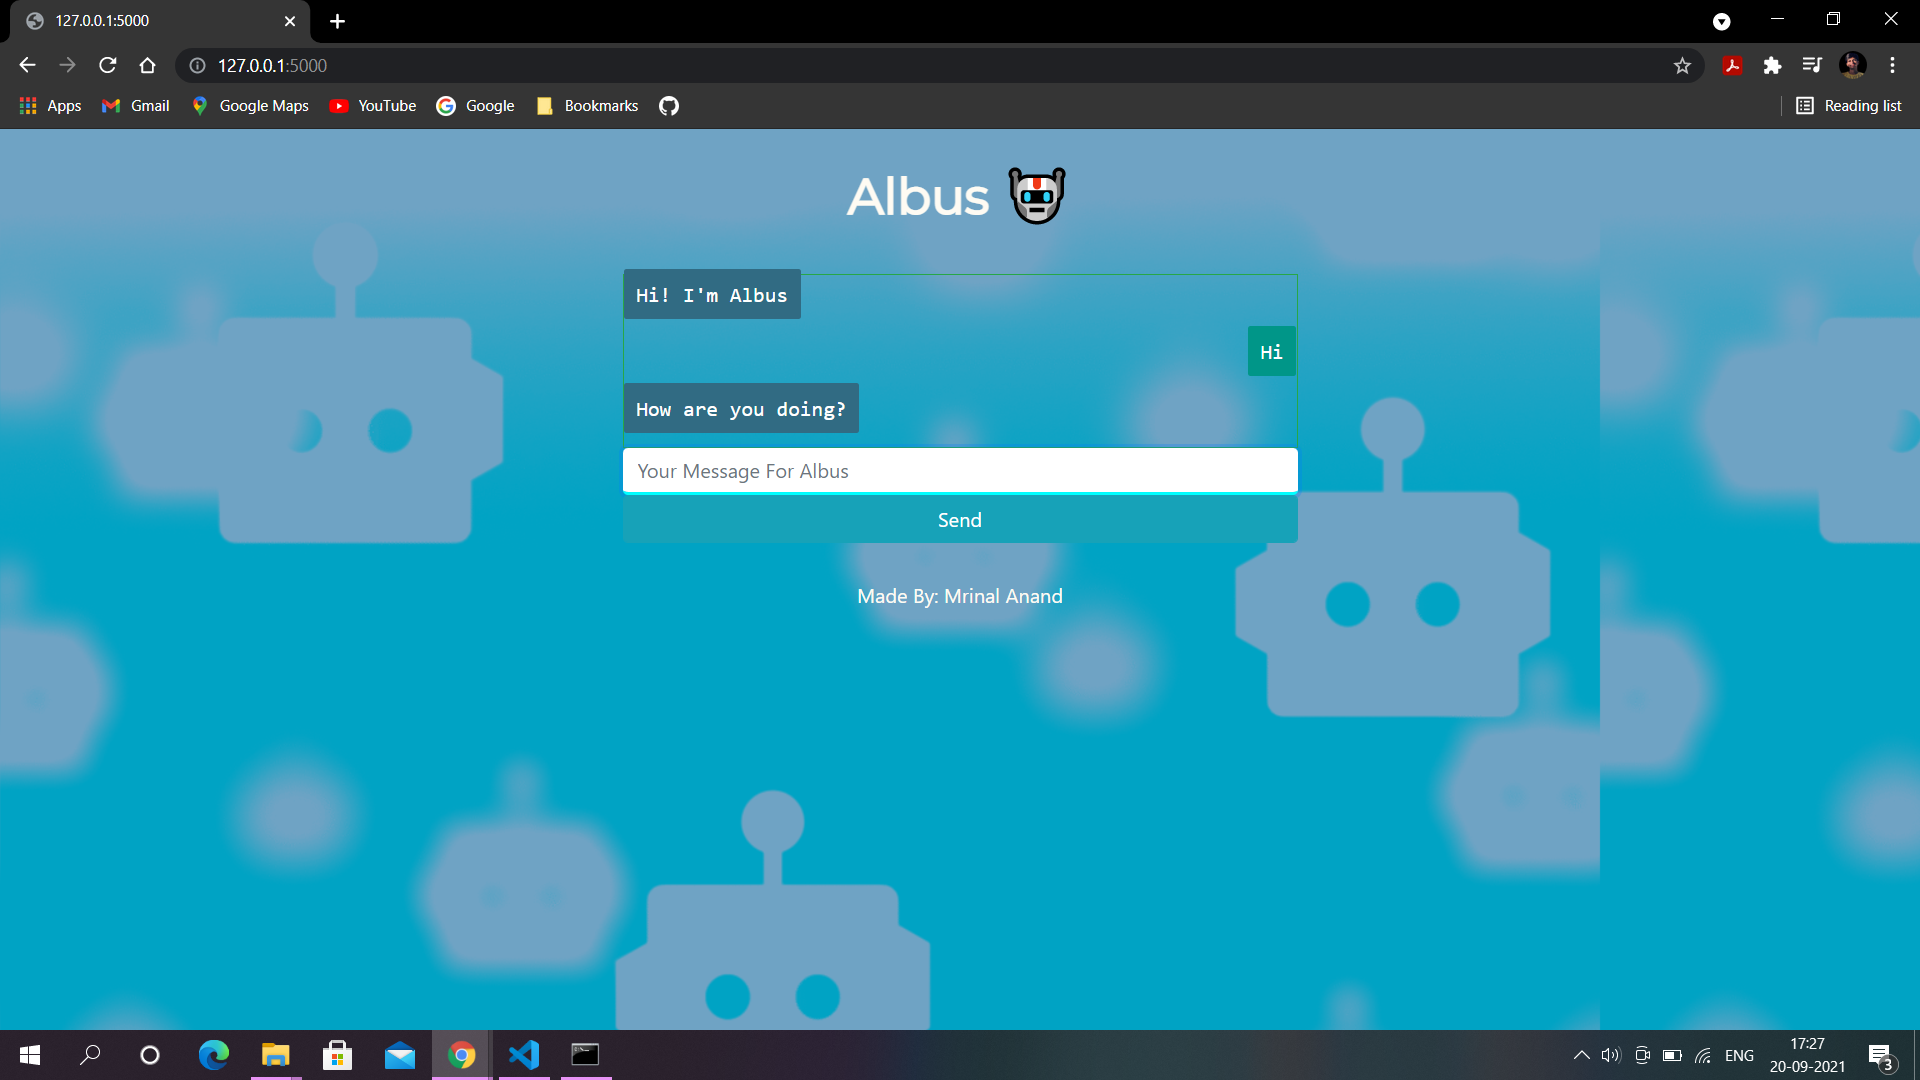 127.0.0.1:5000
127.0.0.1:5000
Apps Gmail Google Maps YouTube Google Bookmarks Reading list
Albus
Hi! I'm Albus
Hi
How are you doing?
Your Message For Albus
Send
Made By: Mrinal Anand
ENG
17:27
20-09-2021
3